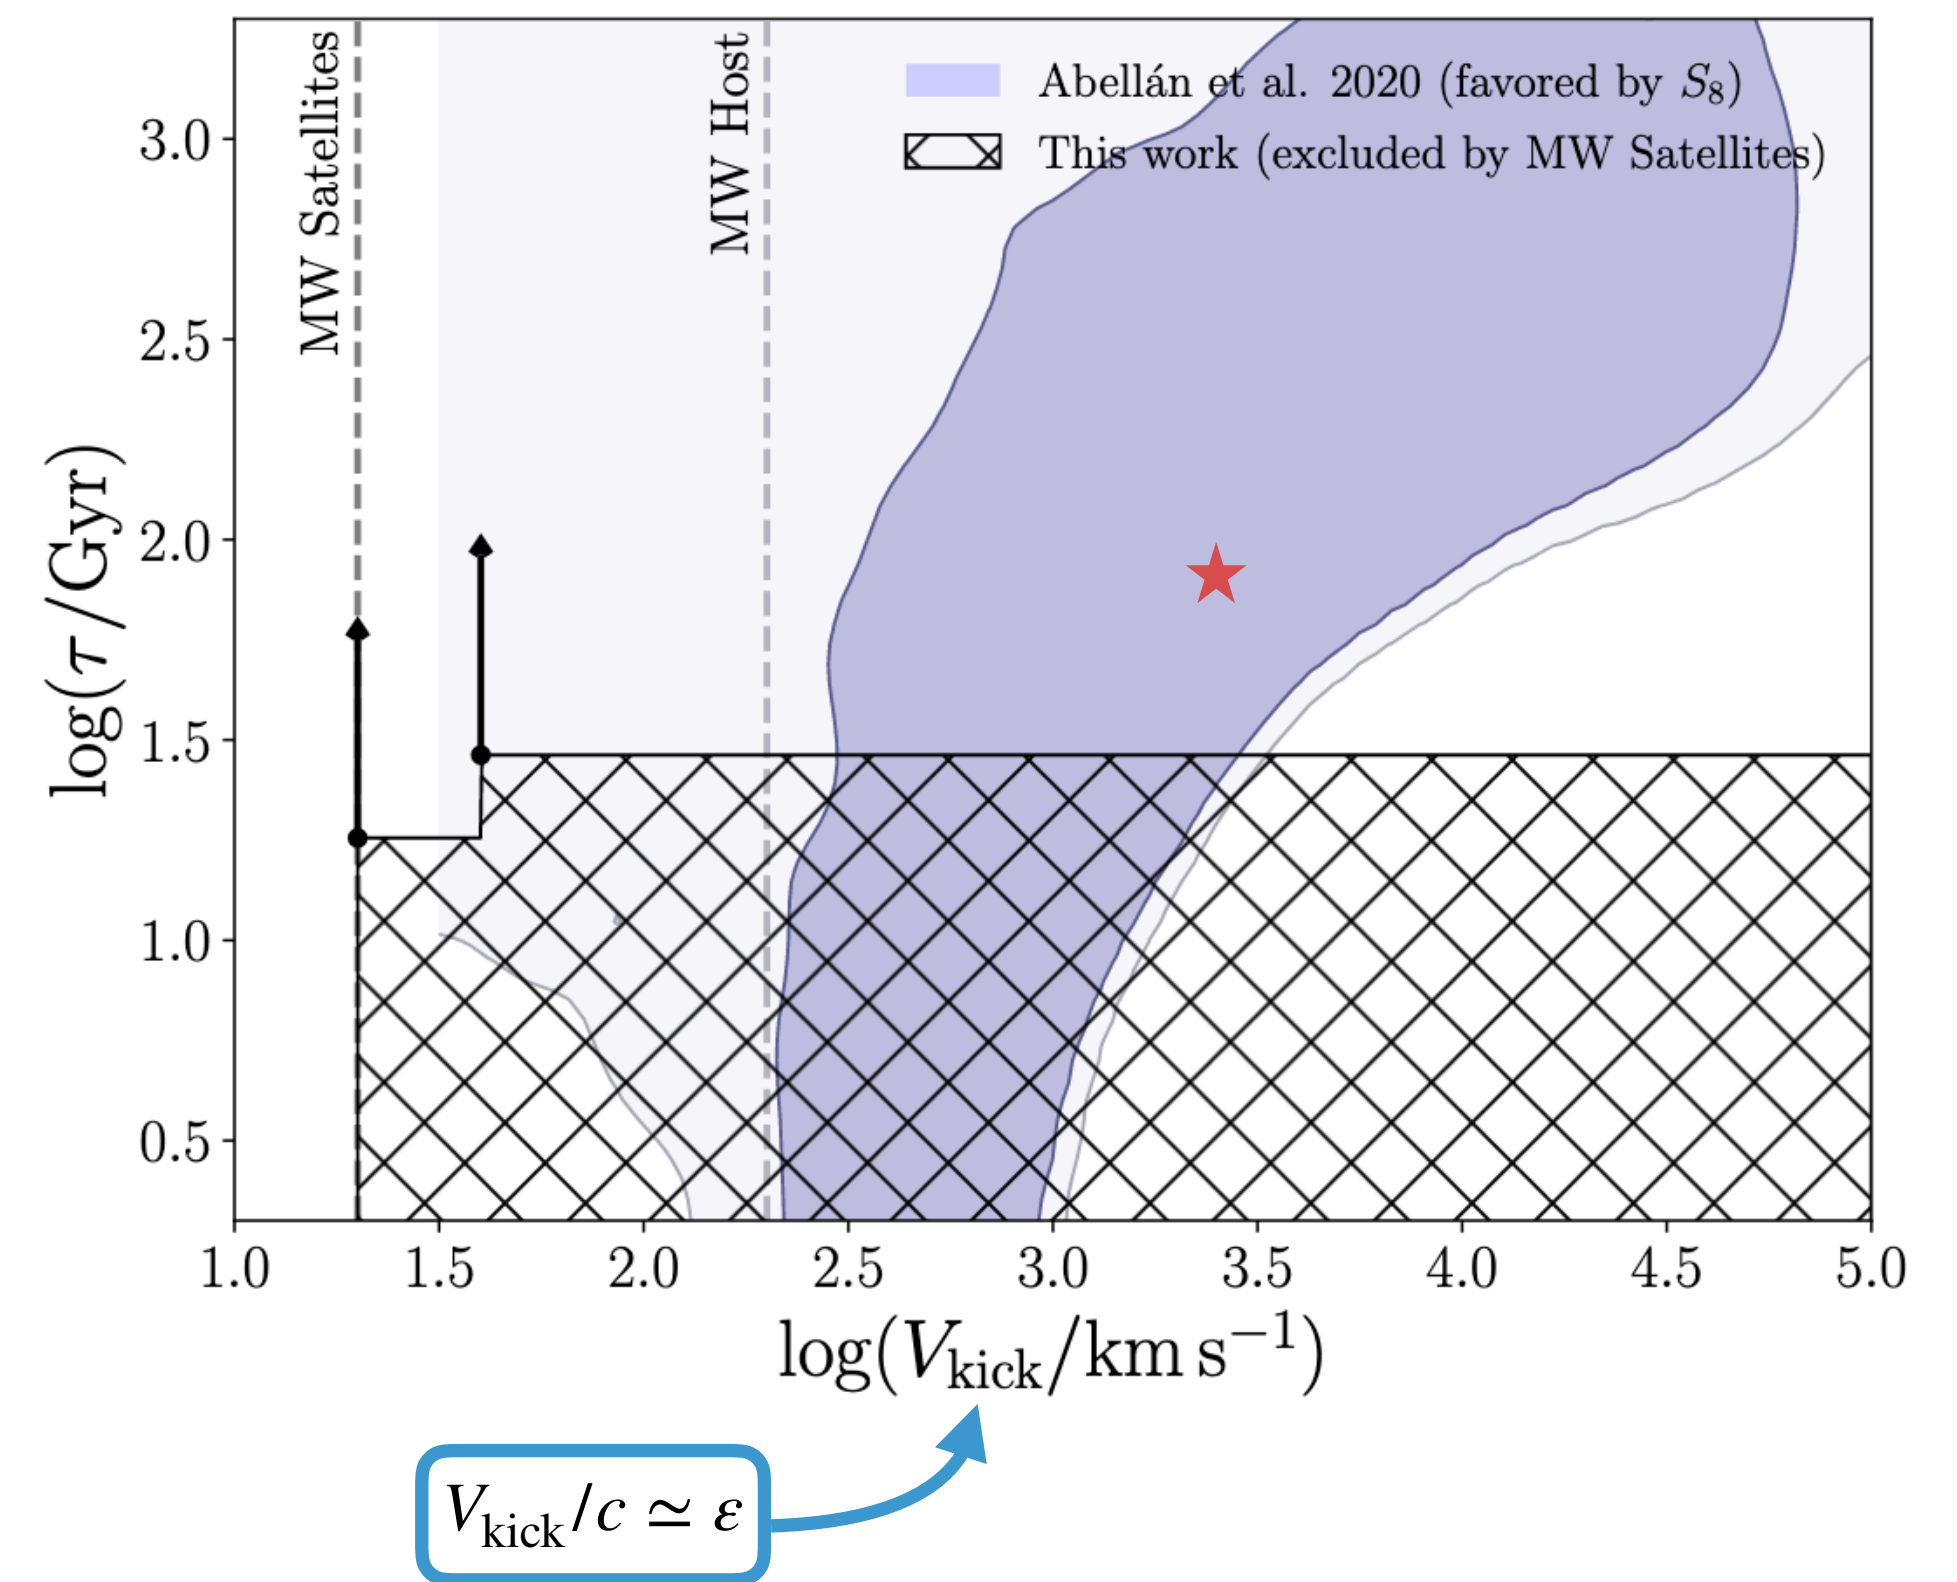 MW Satellites
MW Host
Abellán et al. 2020 (favored by S₈)
This work (excluded by MW Satellites)
log(τ/Gyr)
3.0
2.5
2.0
1.5
1.0
0.5
1.0 1.5 2.0 2.5 3.0 3.5 4.0 4.5 5.0
log(V_kick/km s⁻¹)
V_kick/c ≃ ε